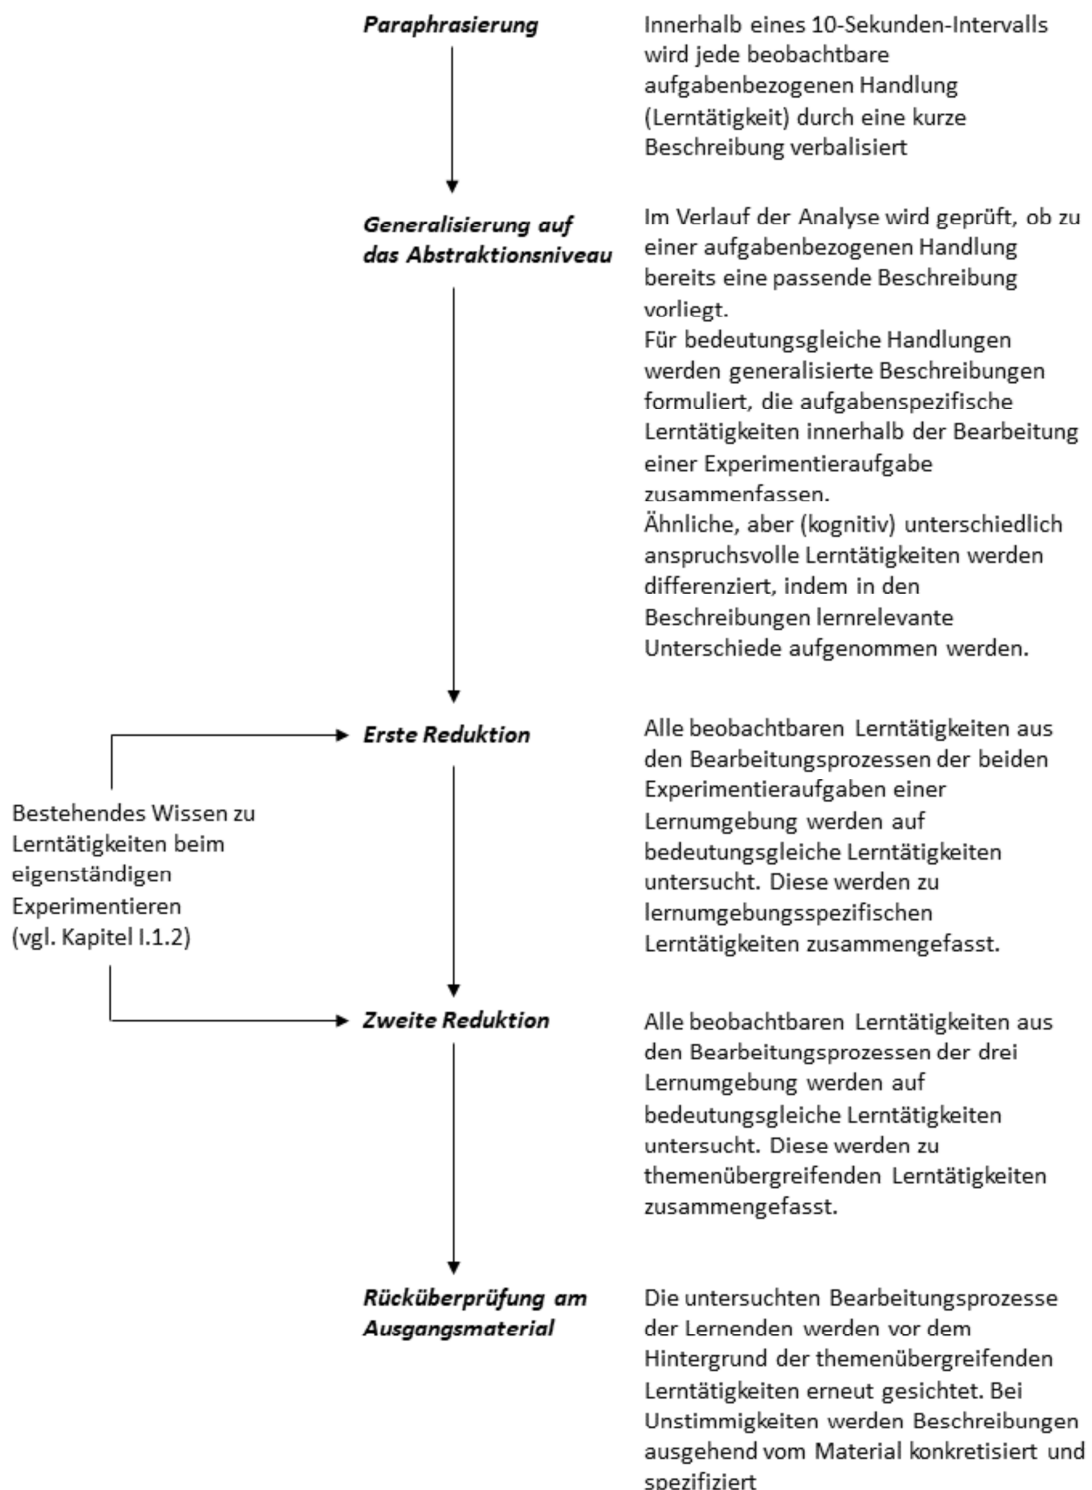 Paraphrasierung
Innerhalb eines 10-Sekunden-Intervalls
wird jede beobachtbare
aufgabenbezogenen Handlung
(Lerntätigkeit) durch eine kurze
Beschreibung verbalisiert
Generalisierung auf
das Abstraktionsniveau
Im Verlauf der Analyse wird geprüft, ob zu
einer aufgabenbezogenen Handlung
bereits eine passende Beschreibung
vorliegt.
Für bedeutungsgleiche Handlungen
werden generalisierte Beschreibungen
formuliert, die aufgabenspezifische
Lerntätigkeiten innerhalb der Bearbeitung
einer Experimentieraufgabe
zusammenfassen.
Ähnliche, aber (kognitiv) unterschiedlich
anspruchsvolle Lerntätigkeiten werden
differenziert, indem in den
Beschreibungen lernrelevante
Unterschiede aufgenommen werden.
Bestehendes Wissen zu
Lerntätigkeiten beim
eigenständigen
Experimentieren
(vgl. Kapitel I.1.2)
Erste Reduktion
Alle beobachtbaren Lerntätigkeiten aus
den Bearbeitungsprozessen der beiden
Experimentieraufgaben einer
Lernumgebung werden auf
bedeutungsgleiche Lerntätigkeiten
untersucht. Diese werden zu
lernumgebungsspezifischen
Lerntätigkeiten zusammengefasst.
Zweite Reduktion
Alle beobachtbaren Lerntätigkeiten aus
den Bearbeitungsprozessen der drei
Lernumgebung werden auf
bedeutungsgleiche Lerntätigkeiten
untersucht. Diese werden zu
themenübergreifenden Lerntätigkeiten
zusammengefasst.
Rücküberprüfung am
Ausgangsmaterial
Die untersuchten Bearbeitungsprozesse
der Lernenden werden vor dem
Hintergrund der themenübergreifenden
Lerntätigkeiten erneut gesichtet. Bei
Unstimmigkeiten werden Beschreibungen
ausgehend vom Material konkretisiert und
spezifiziert